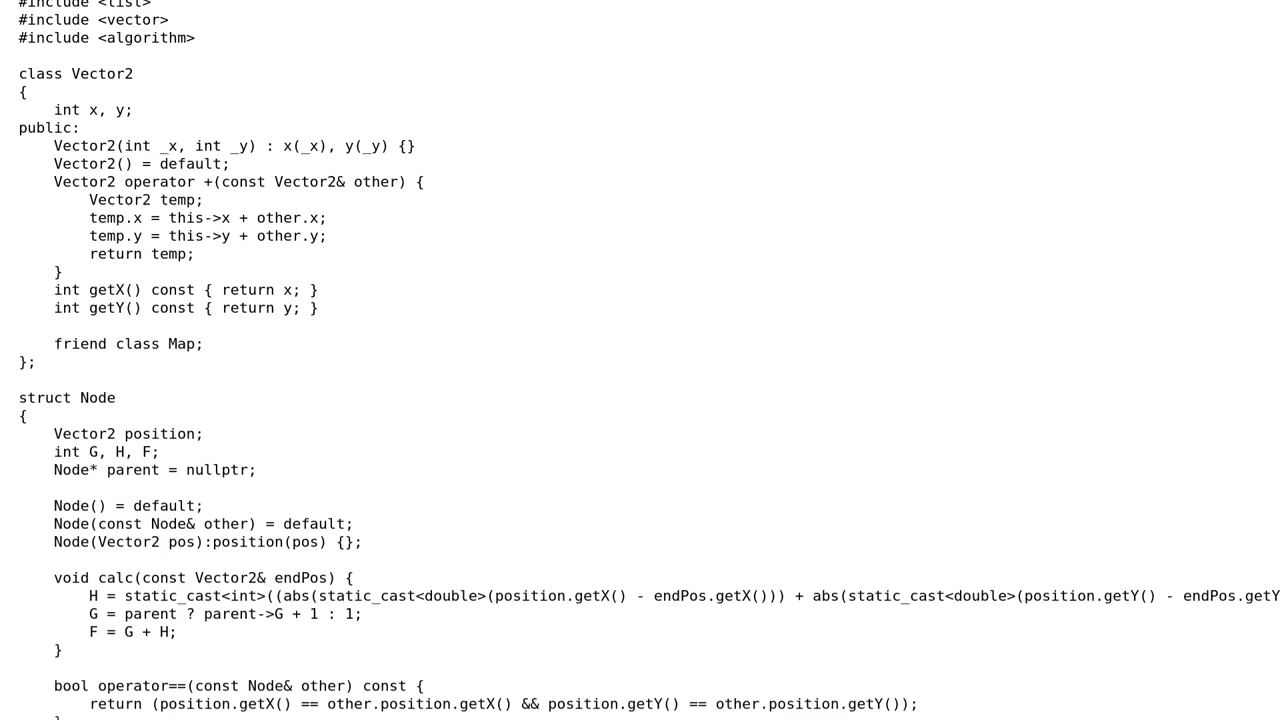 #include <list>
#include <vector>
#include <algorithm>

class Vector2
{
    int x, y;
public:
    Vector2(int _x, int _y) : x(_x), y(_y) {}
    Vector2() = default;
    Vector2 operator +(const Vector2& other) {
        Vector2 temp;
        temp.x = this->x + other.x;
        temp.y = this->y + other.y;
        return temp;
    }
    int getX() const { return x; }
    int getY() const { return y; }

    friend class Map;
};

struct Node
{
    Vector2 position;
    int G, H, F;
    Node* parent = nullptr;

    Node() = default;
    Node(const Node& other) = default;
    Node(Vector2 pos):position(pos) {};

    void calc(const Vector2& endPos) {
        H = static_cast<int>((abs(static_cast<double>(position.getX() - endPos.getX())) + abs(static_cast<double>(position.getY() - endPos.getY
        G = parent ? parent->G + 1 : 1;
        F = G + H;
    }

    bool operator==(const Node& other) const {
        return (position.getX() == other.position.getX() && position.getY() == other.position.getY());
    }